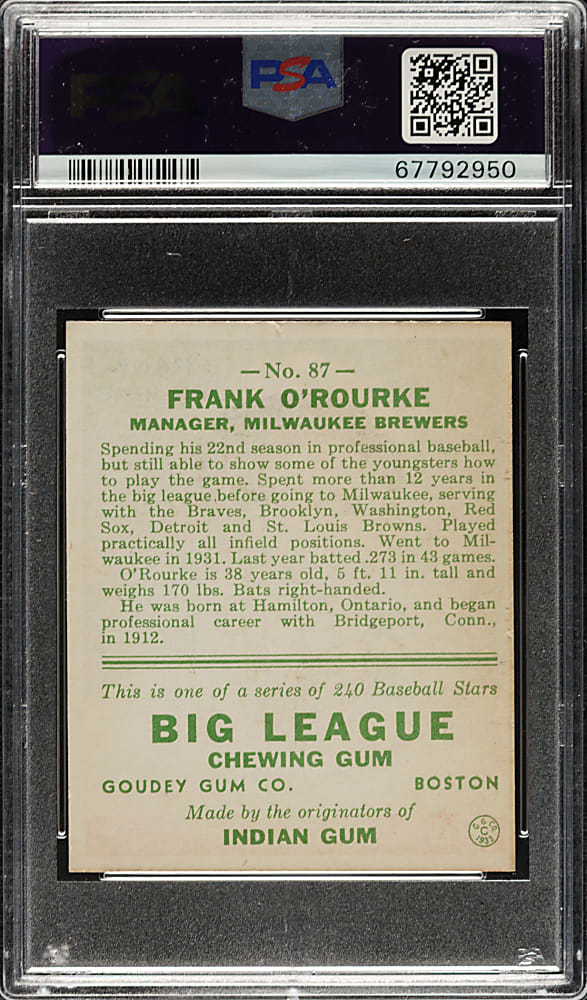 PSA
PSA
67792950
— No. 87 —
FRANK O'ROURKE
MANAGER, MILWAUKEE BREWERS
Spending his 22nd season in professional baseball,
but still able to show some of the youngsters how
to play the game. Spent more than 12 years in
the big league, before going to Milwaukee, serving
with the Braves, Brooklyn, Washington, Red
Sox, Detroit and St. Louis Browns. Played
practically all infield positions. Went to Mil-
waukee in 1931. Last year batted .273 in 43 games.
O'Rourke is 38 years old, 5 ft. 11 in. tall and
weighs 170 lbs. Bats right-handed.
He was born at Hamilton, Ontario, and began
professional career with Bridgeport, Conn.,
in 1912.
This is one of a series of 240 Baseball Stars
BIG LEAGUE
CHEWING GUM
GOUDEY GUM CO. BOSTON
Made by the originators of
INDIAN GUM
G. G. Co.
C
1933